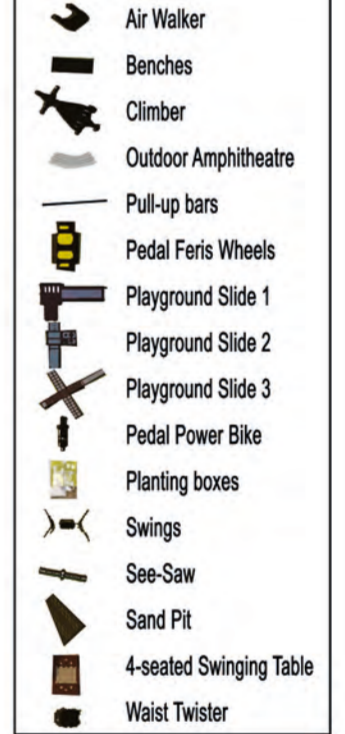 Air Walker
Benches
Climber
Outdoor Amphitheatre
Pull-up bars
Pedal Feris Wheels
Playground Slide 1
Playground Slide 2
Playground Slide 3
Pedal Power Bike
Planting boxes
Swings
See-Saw
Sand Pit
4-seated Swinging Table
Waist Twister